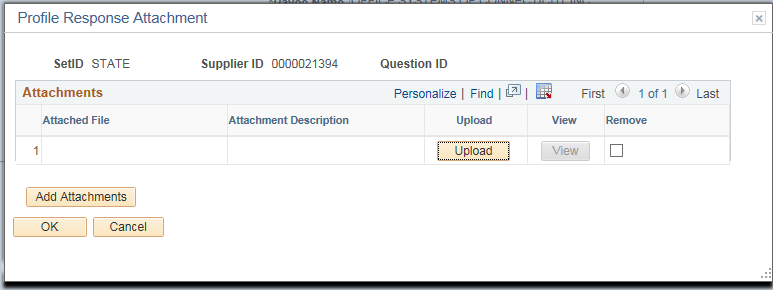 Profile Response Attachment
SetID STATE Supplier ID 0000021394 Question ID
Attachments Personalize | Find | | First 1 of 1 Last
Attached File Attachment Description Upload View Remove
1 Upload View
Add Attachments
OK Cancel